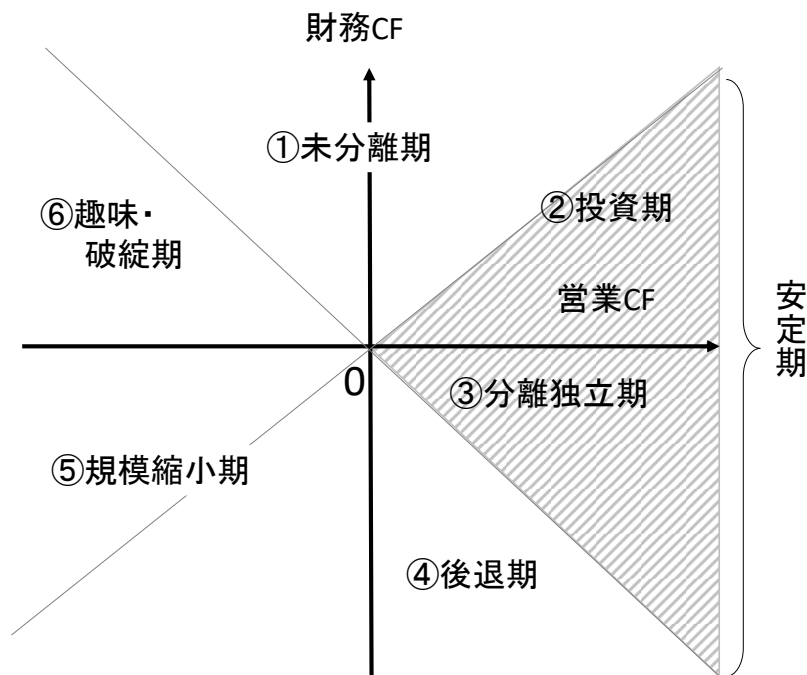 財務CF
①未分離期
②投資期
⑥趣味・
破綻期
営業CF
安定期
0
③分離独立期
⑤規模縮小期
④後退期